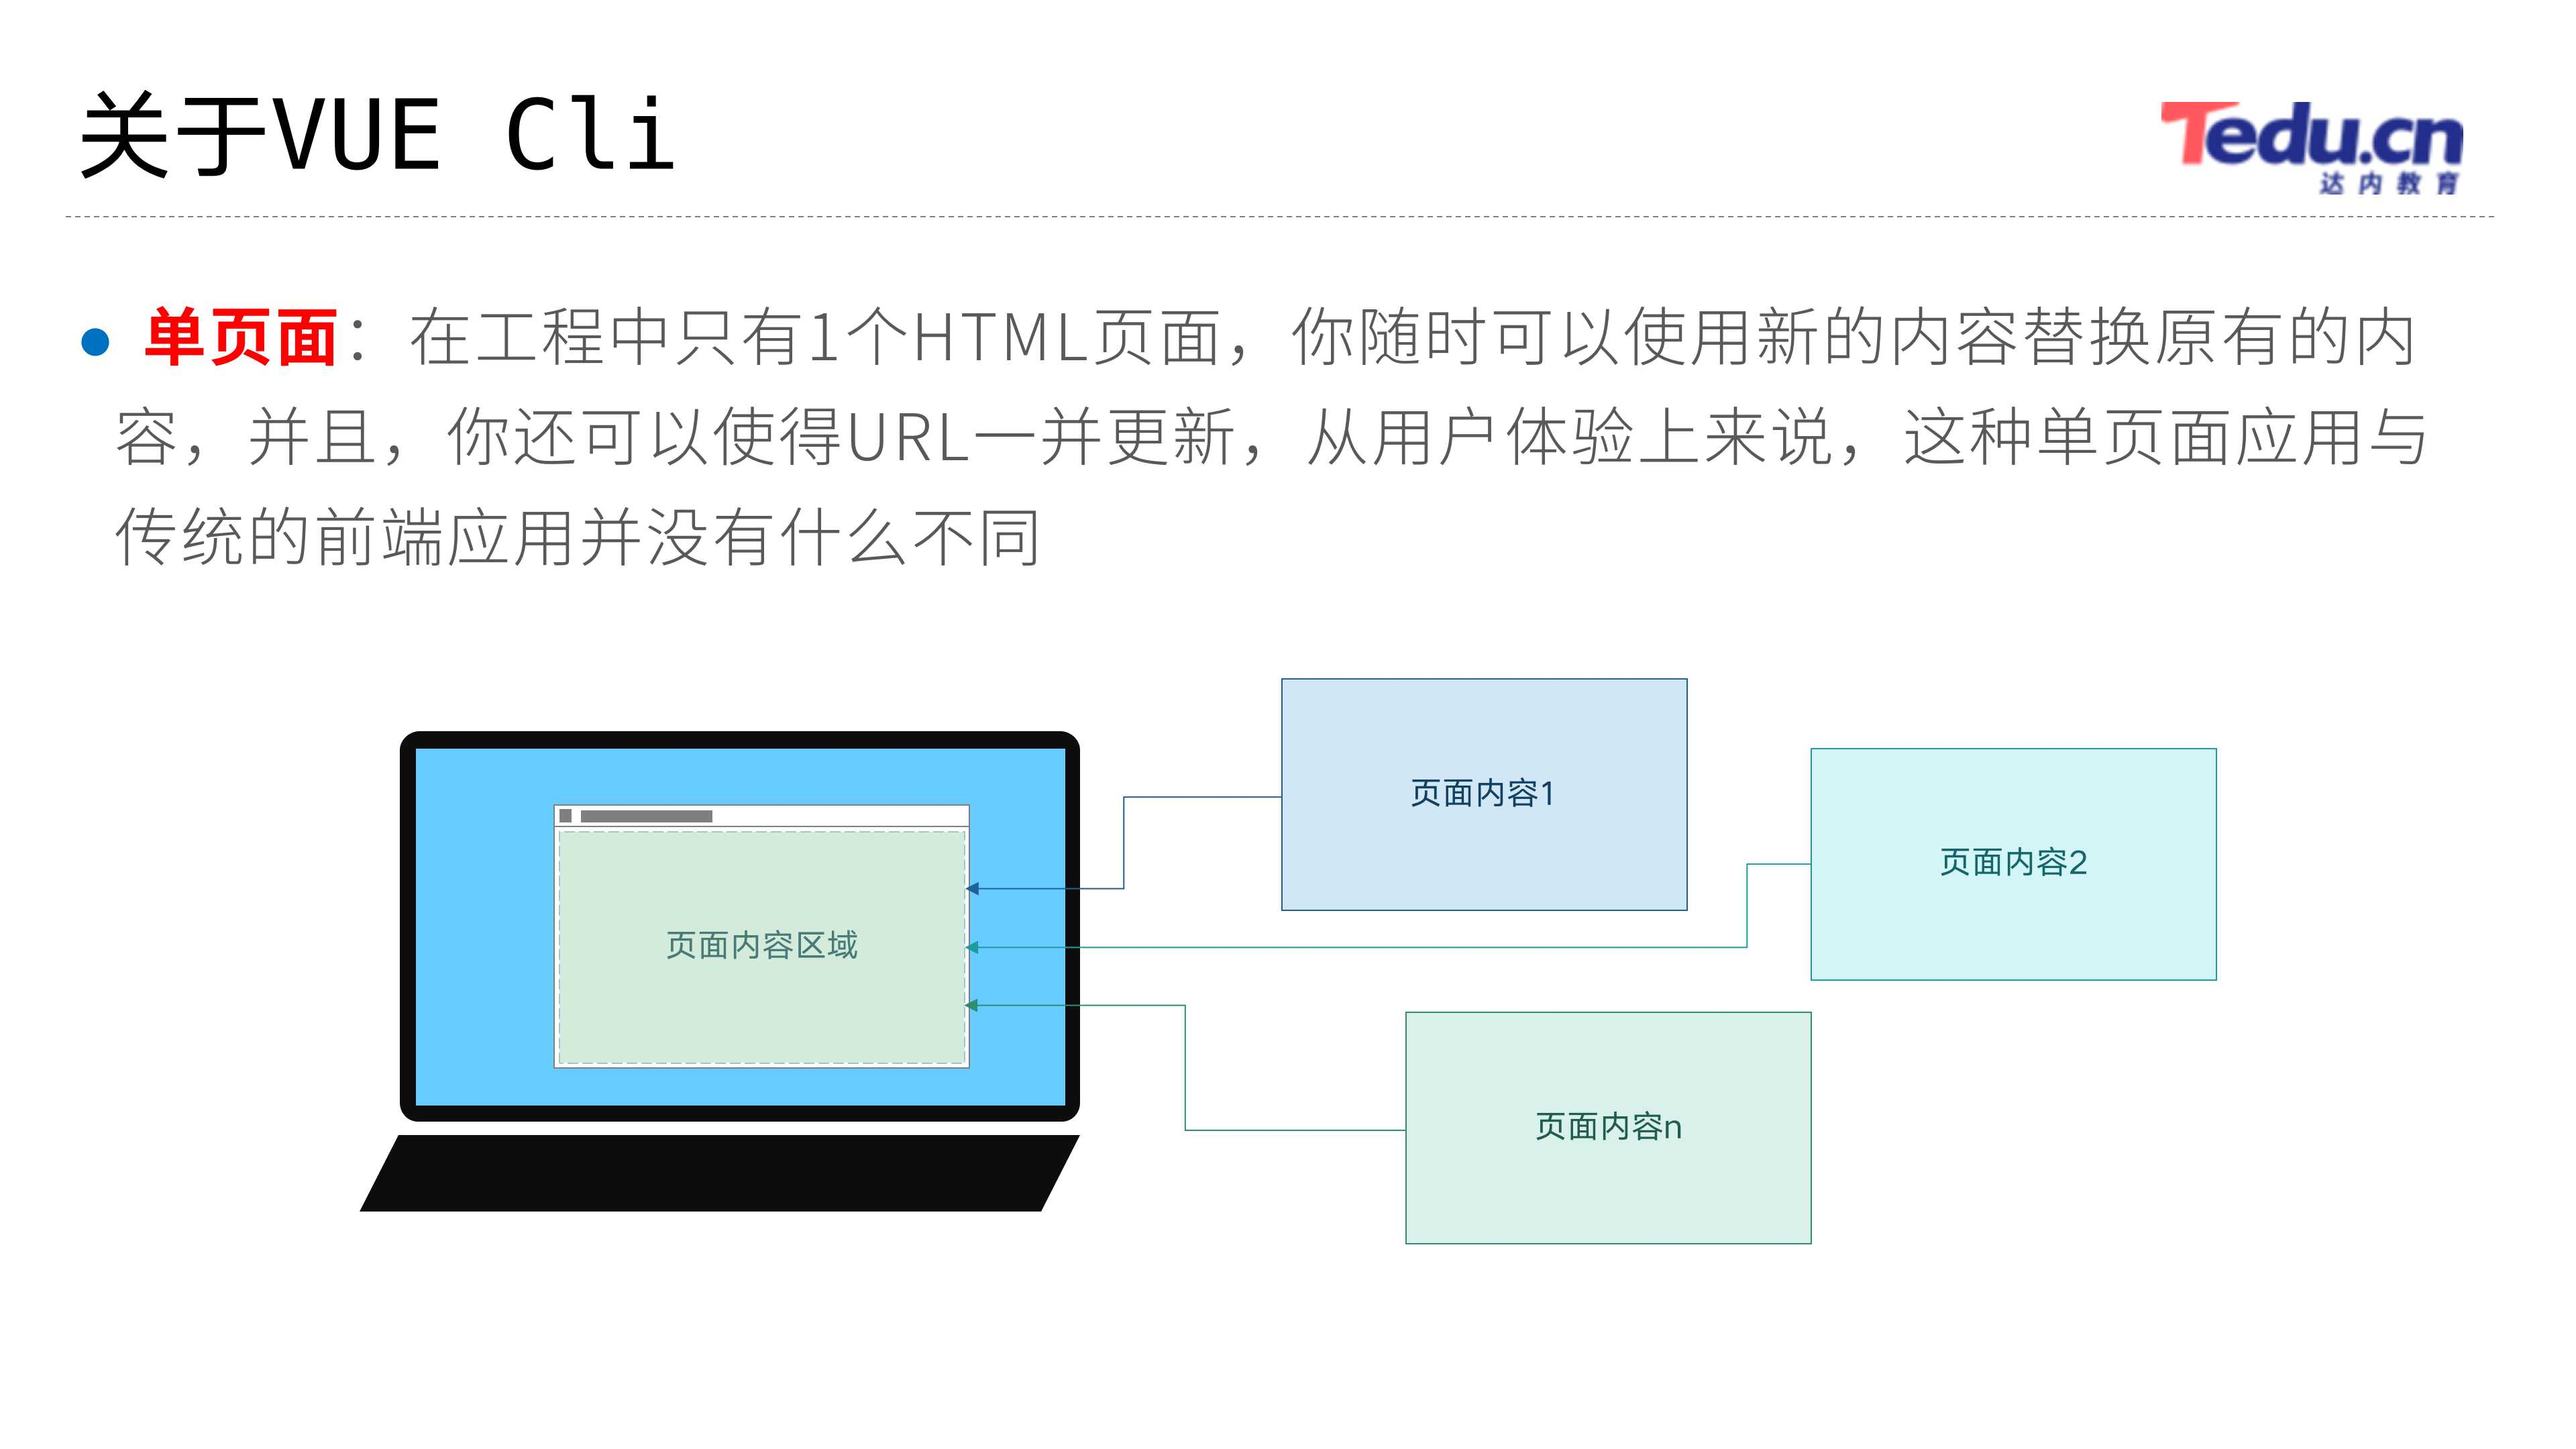 关于VUE Cli
Tedu.cn
达内教育
● 单页面：在工程中只有1个HTML页面，你随时可以使用新的内容替换原有的内
容，并且，你还可以使得URL一并更新，从用户体验上来说，这种单页面应用与
传统的前端应用并没有什么不同
页面内容1
页面内容2
页面内容区域
页面内容n